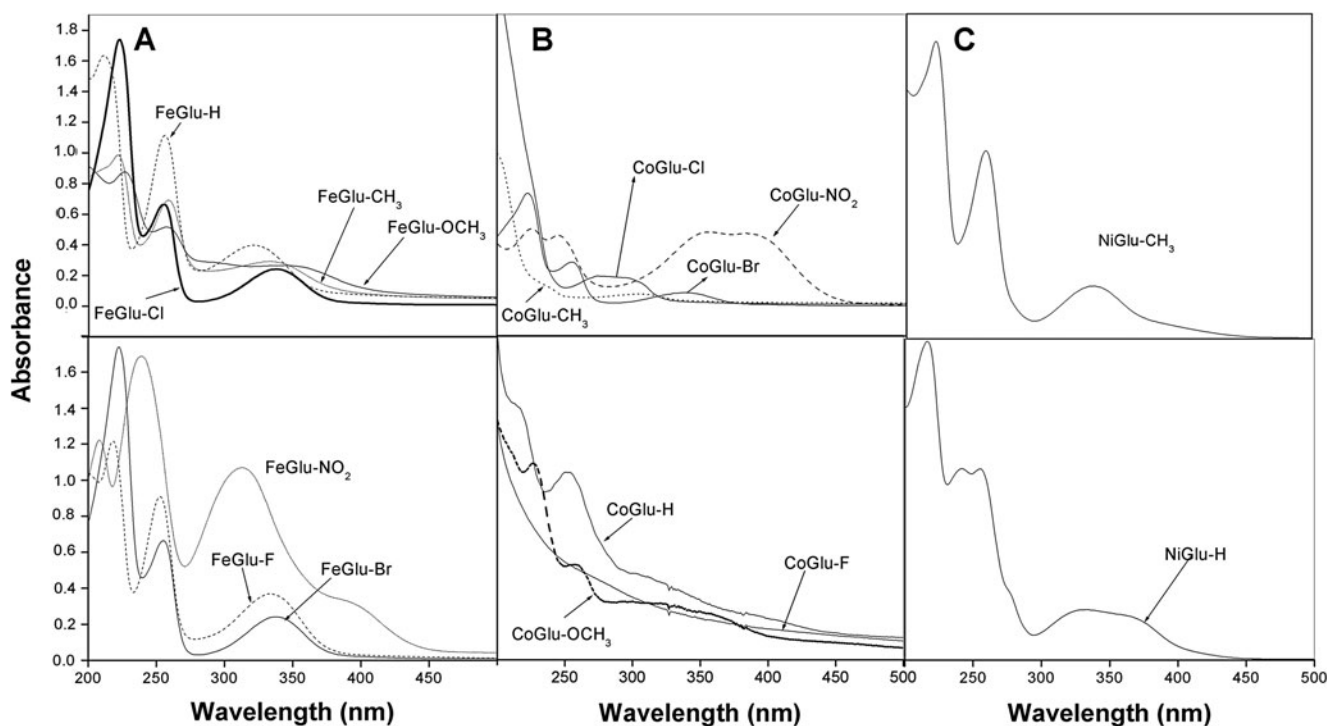 A
B
C
1.8
1.6
1.4
1.2
1.0
0.8
0.6
0.4
0.2
0.0
FeGlu-H
FeGlu-CH3
FeGlu-OCH3
FeGlu-Cl
CoGlu-Cl
CoGlu-NO2
CoGlu-Br
CoGlu-CH3
NiGlu-CH3
Absorbance
1.6
1.4
1.2
1.0
0.8
0.6
0.4
0.2
0.0
FeGlu-NO2
FeGlu-F
FeGlu-Br
CoGlu-H
CoGlu-F
CoGlu-OCH3
NiGlu-H
200 250 300 350 400 450
250 300 350 400 450 500
250 300 350 400 450 500
Wavelength (nm) Wavelength (nm) Wavelength (nm)